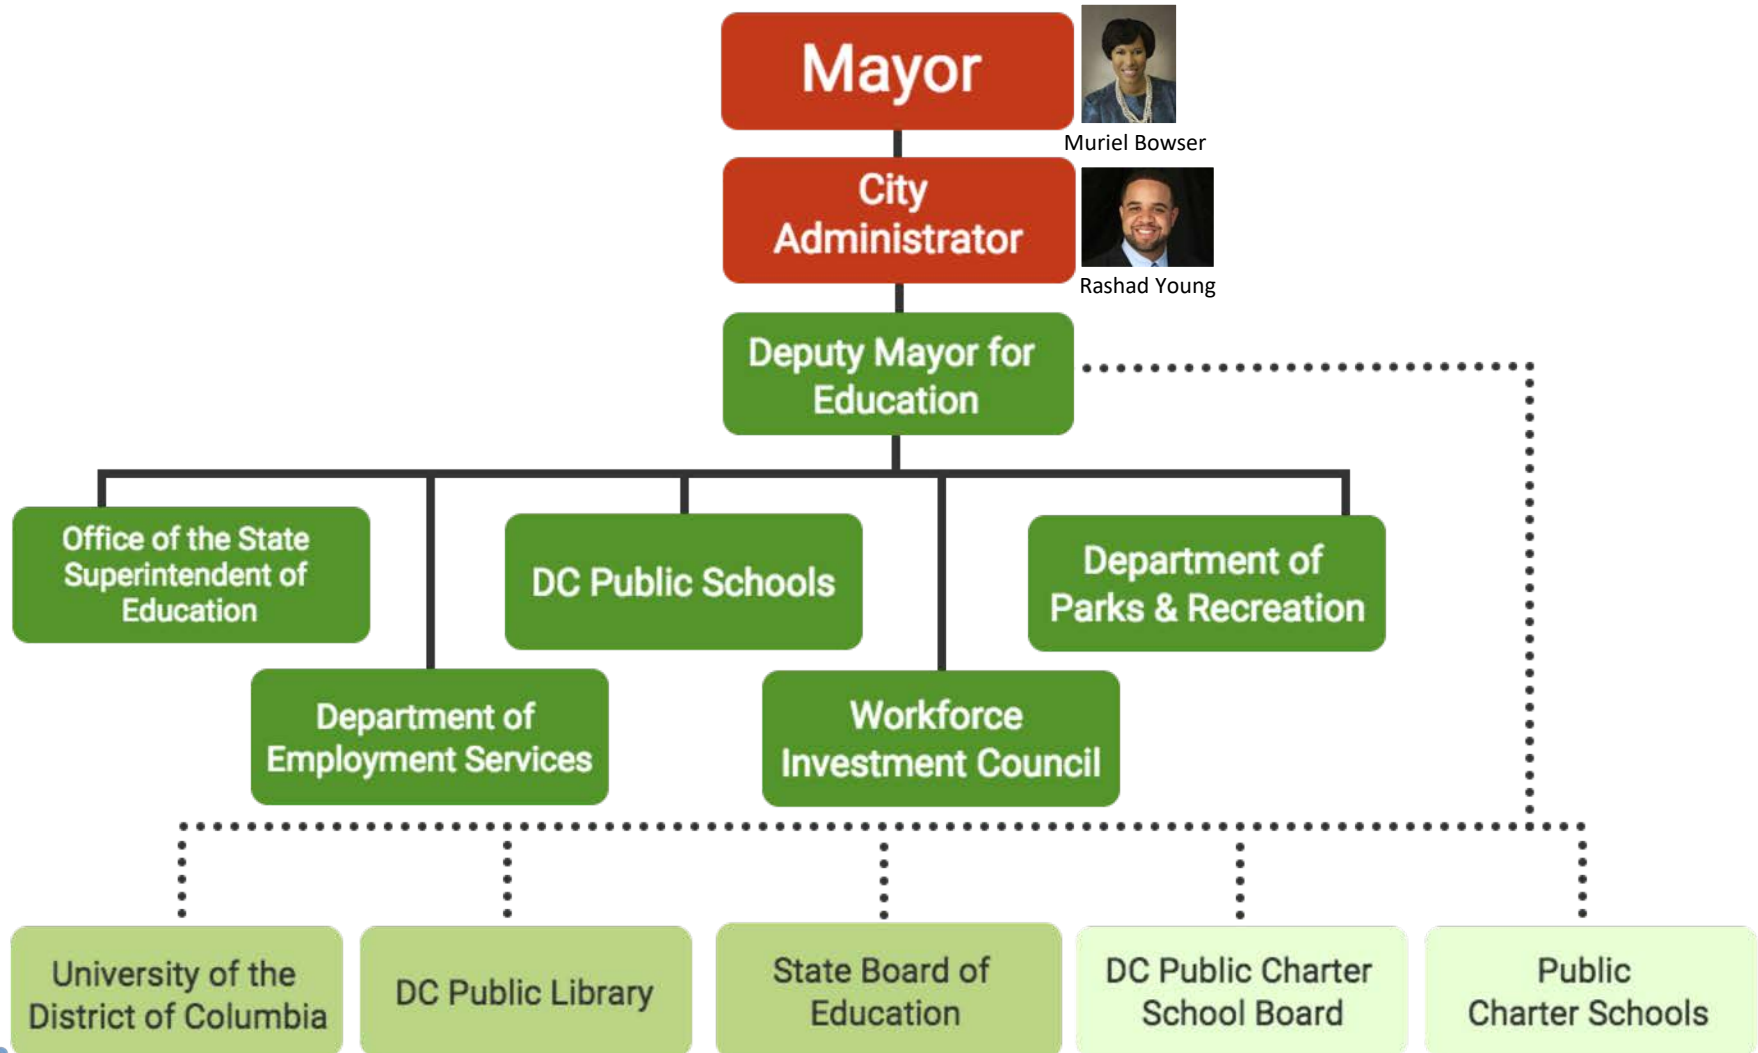 Mayor
Muriel Bowser
City
Administrator
Rashad Young
Deputy Mayor for
Education
Office of the State
Superintendent of
Education
DC Public Schools
Department of
Parks & Recreation
Department of
Employment Services
Workforce
Investment Council
University of the
District of Columbia
DC Public Library
State Board of
Education
DC Public Charter
School Board
Public
Charter Schools